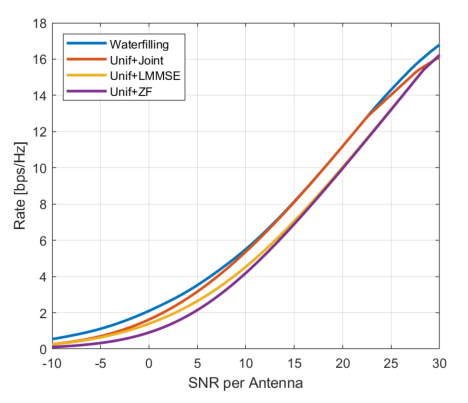 18
16
14
12
10
8
6
4
2
0
Rate [bps/Hz]
Waterfilling
Unif+Joint
Unif+LMMSE
Unif+ZF
-10 -5 0 5 10 15 20 25 30
SNR per Antenna